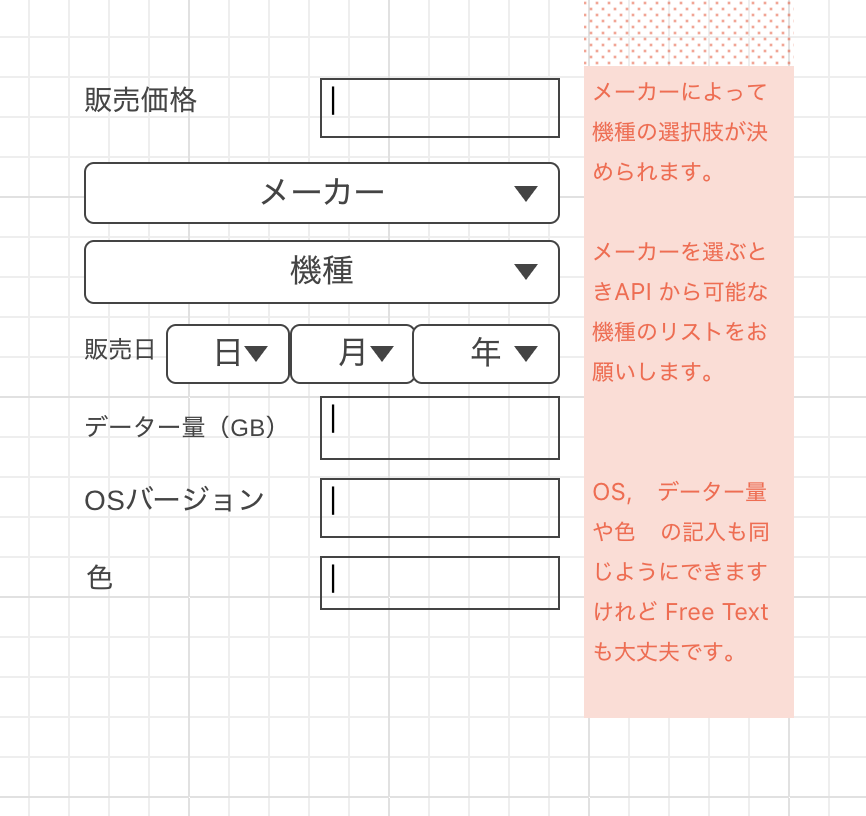 販売価格
メーカー
機種
販売日 日 月 年
データー量（GB）
OSバージョン
色
メーカーによって
機種の選択肢が決
められます。
メーカーを選ぶと
きAPI から可能な
機種のリストをお
願いします。
OS,　データー量
や色　の記入も同
じようにできます
けれど Free Text
も大丈夫です。